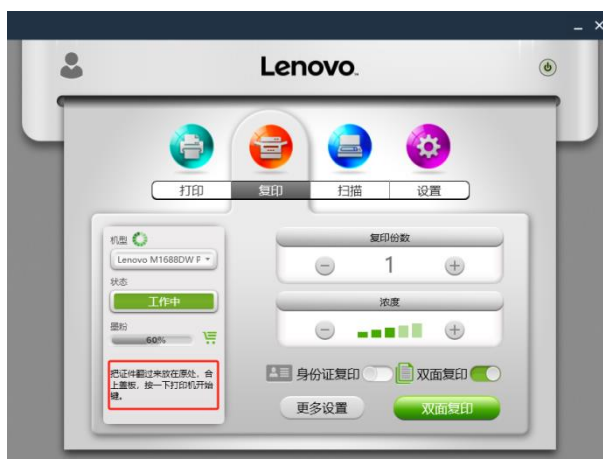 Lenovo
打印 复印 扫描 设置
机型
Lenovo M1688DW P
状态
工作中
墨粉
60%
把证件翻过来放在原处，合
上盖板，按一下打印机开始
键。
复印份数
1
浓度
身份证复印 双面复印
更多设置 双面复印